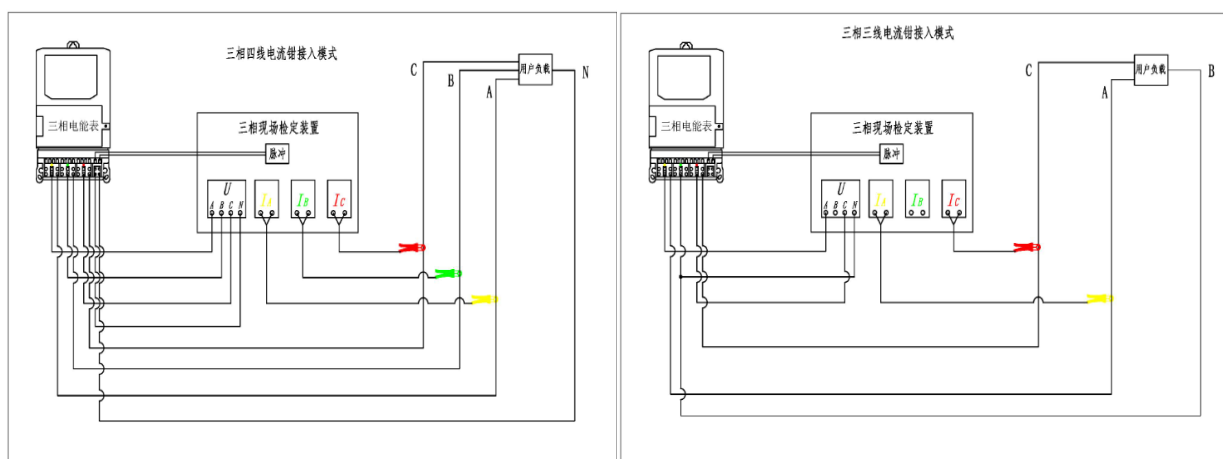 三相四线电流钳接入模式
C
B
A
用户负载
N
三相电能表
三相现场检定装置
脉冲
U
A B C N
IA
IB
IC
三相三线电流钳接入模式
C
A
用户负载
B
三相电能表
三相现场检定装置
脉冲
U
A B C N
IA
IB
IC